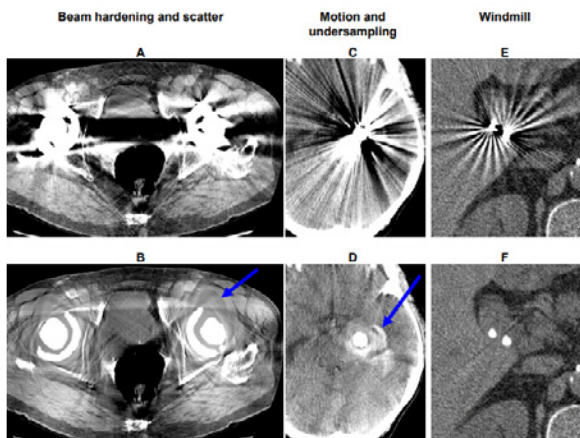 Beam hardening and scatter
Motion and
undersampling
Windmill
A
C
E
B
D
F